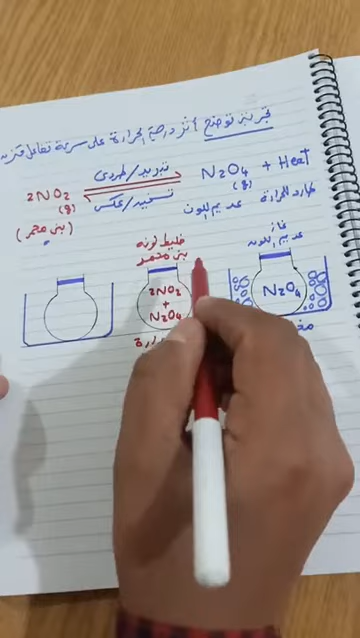 تجربة توضح أثر درجة الحرارة على سرعة تفاعل متزن
2NO₂ (g) تبريد/طردي تسخين/عكسي N₂O₄ (g) + Heat
(بني محمر) عديم اللون طارد للحرارة
خليط لونه
بني محمر
غاز
عديم اللون
2NO₂
+
N₂O₄
N₂O₄